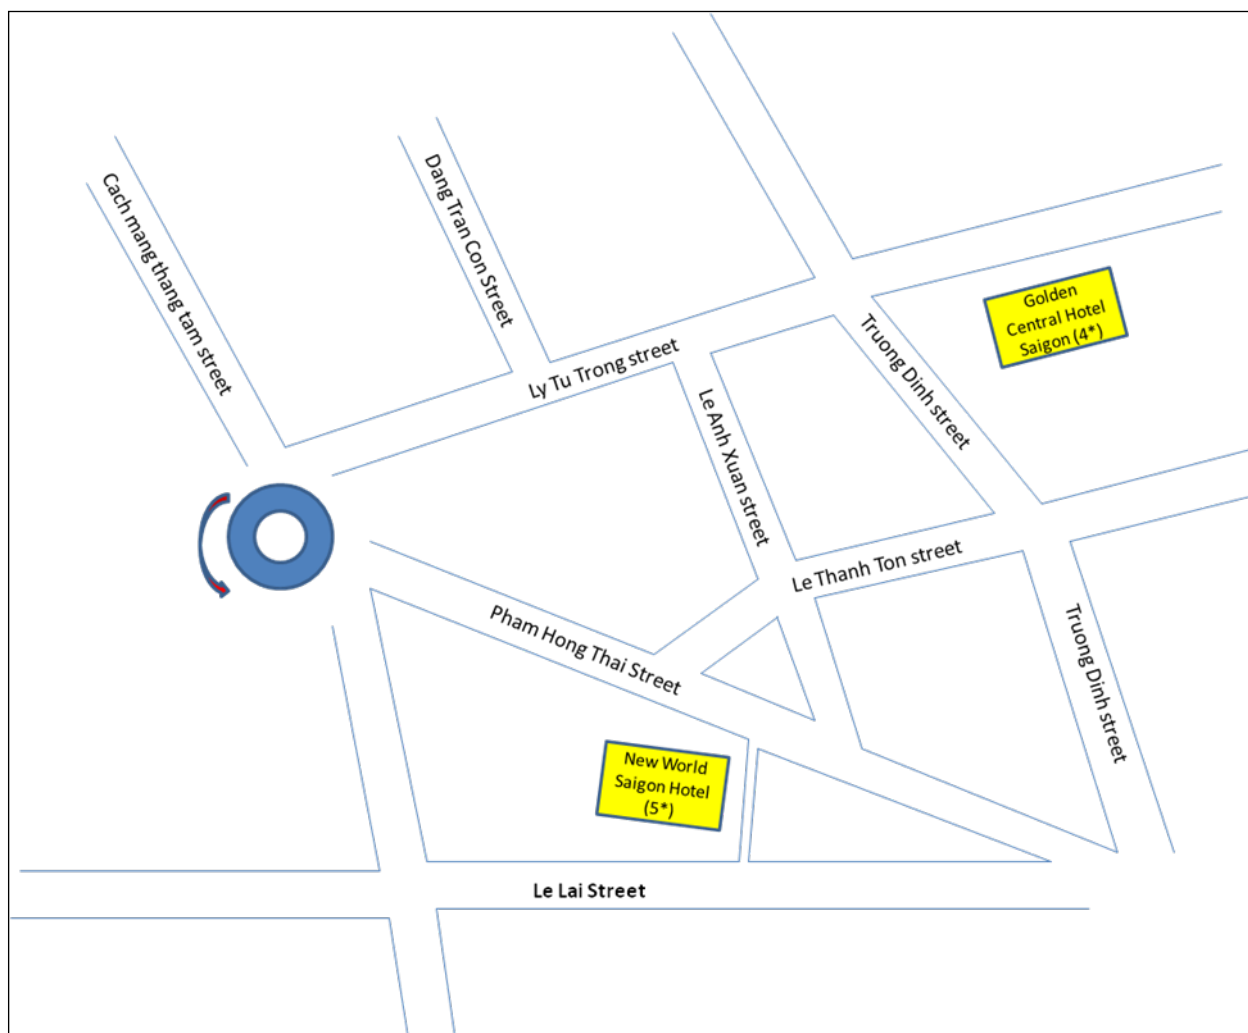 Cach mang thang tam street
Dang Tran Con Street
Ly Tu Trong street
Le Anh Xuan street
Truong Dinh street
Golden
Central Hotel
Saigon (4*)
Le Thanh Ton street
Pham Hong Thai Street
Truong Dinh street
New World
Saigon Hotel
(5*)
Le Lai Street